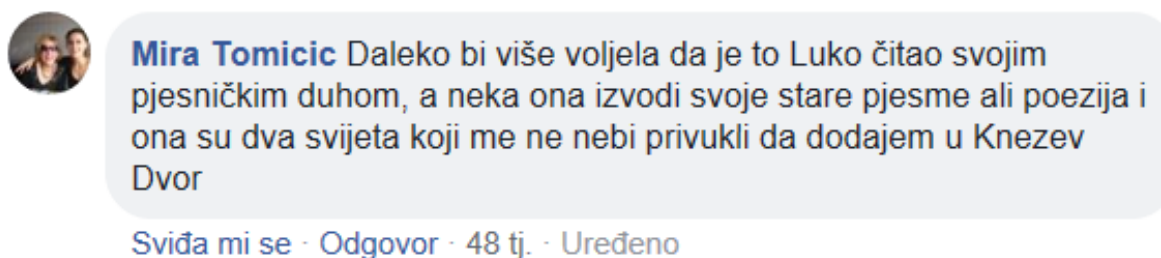 Mira Tomicic Daleko bi više voljela da je to Luko čitao svojim
pjesničkim duhom, a neka ona izvodi svoje stare pjesme ali poezija i
ona su dva svijeta koji me ne nebi privukli da dodajem u Knezev
Dvor
Sviđa mi se · Odgovor · 48 tj. · Uređeno